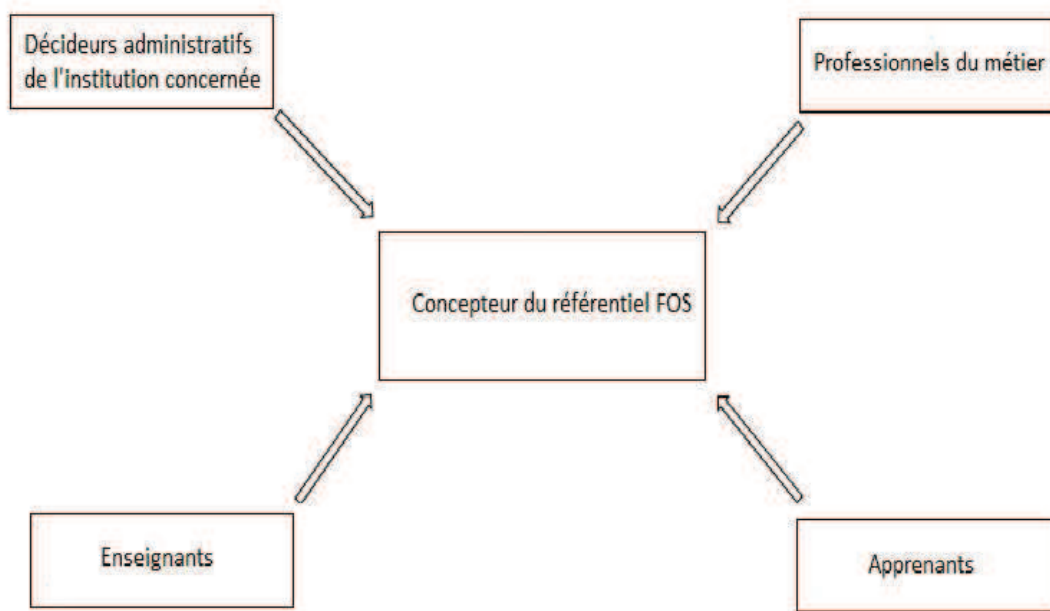 Décideurs administratifs
de l'institution concernée
Professionnels du métier
Concepteur du référentiel FOS
Enseignants
Apprenants